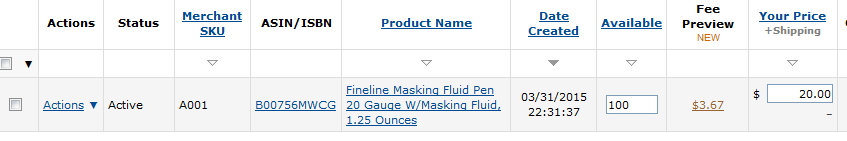 Actions Status Merchant SKU ASIN/ISBN Product Name Date Created Available Fee Preview NEW Your Price +Shipping
Actions ▼ Active A001 B00756MWCG Fineline Masking Fluid Pen 20 Gauge W/Masking Fluid, 1.25 Ounces 03/31/2015 22:31:37 100 $3.67 $ 20.00 –